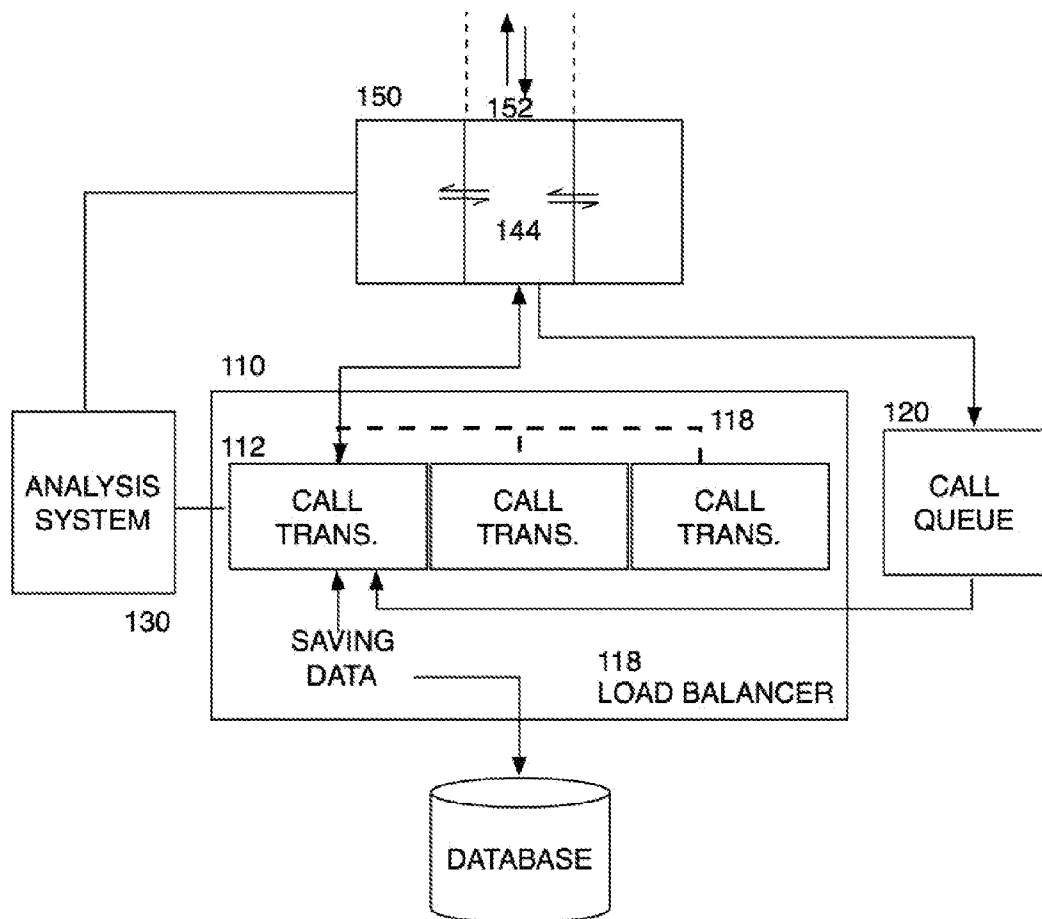 150
152
144
110
118
120
112
ANALYSIS
SYSTEM
CALL
TRANS.
CALL
TRANS.
CALL
TRANS.
CALL
QUEUE
130
SAVING
DATA
118
LOAD BALANCER
DATABASE